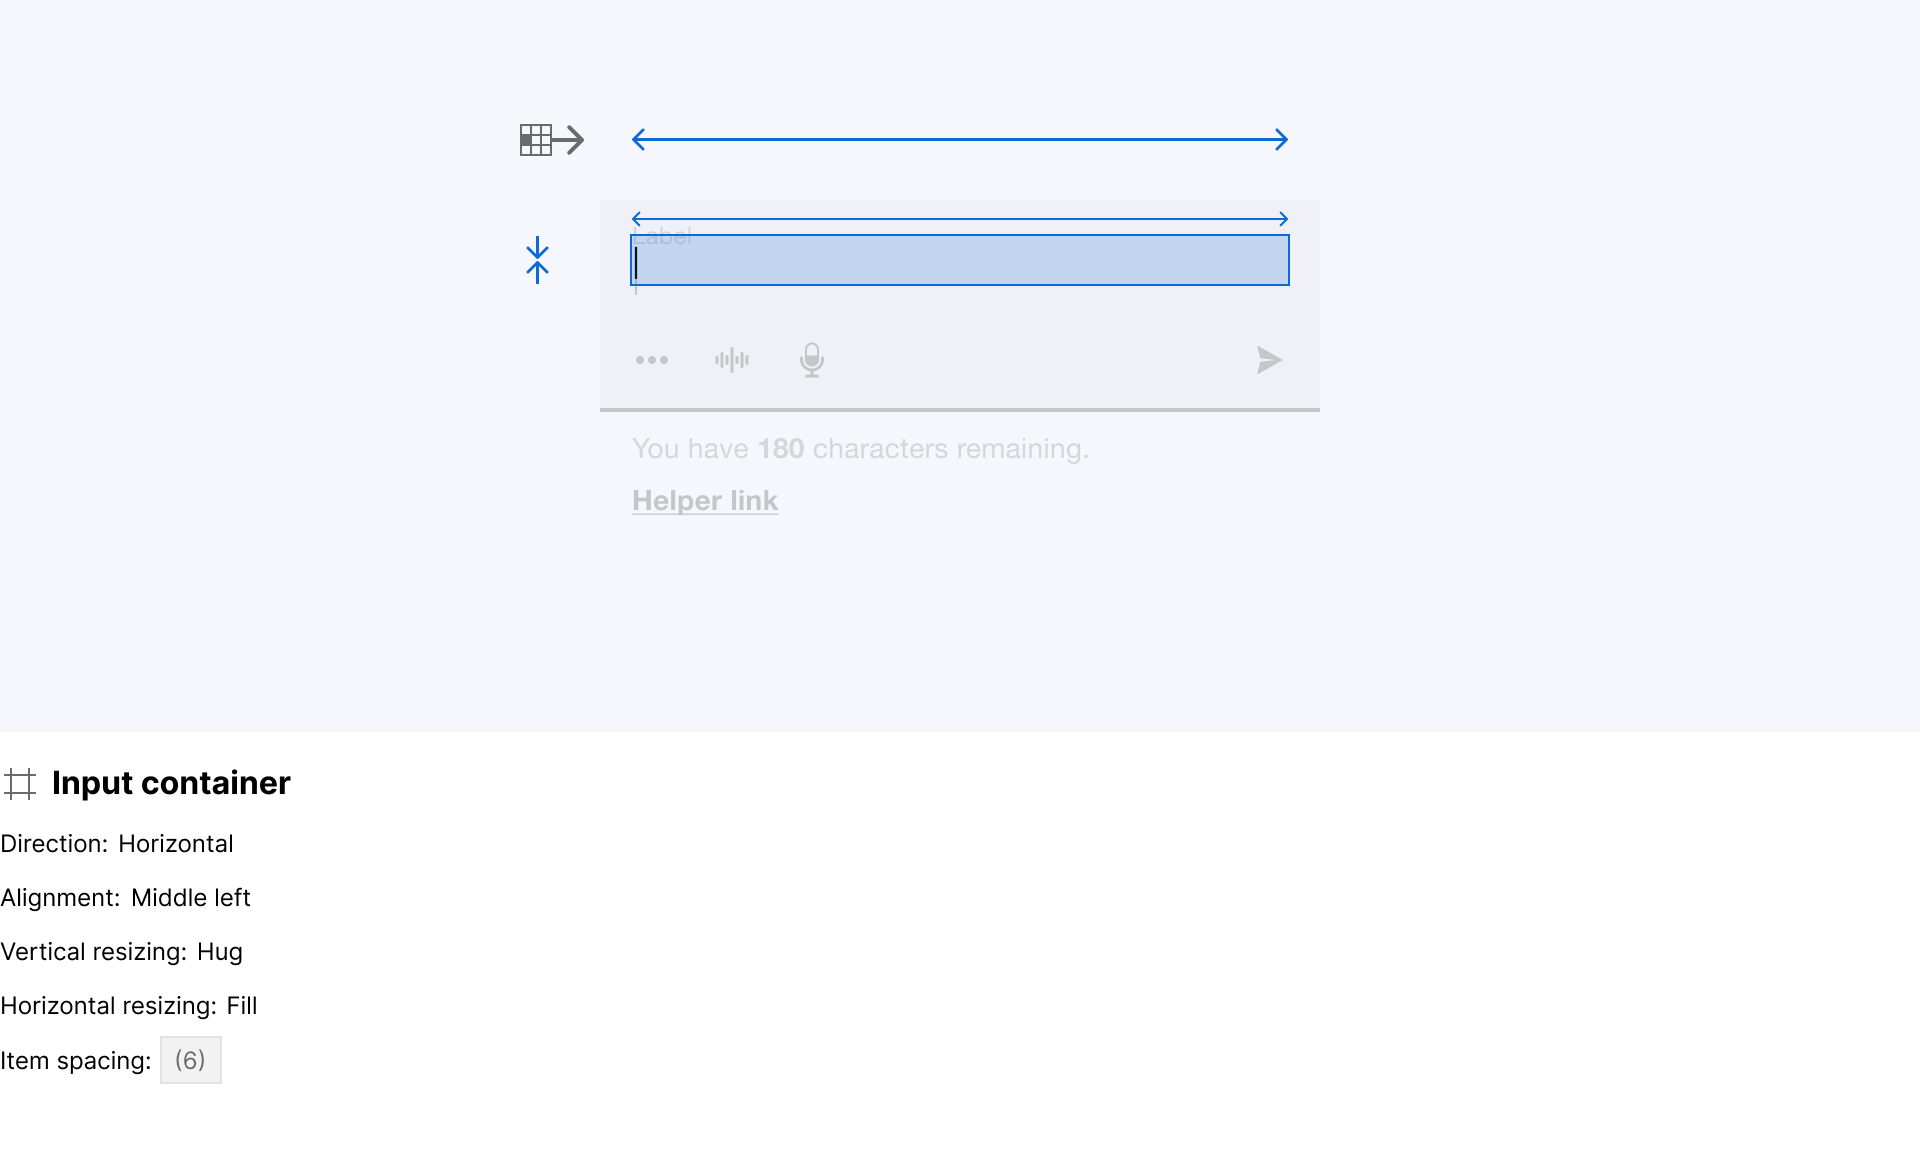 Label
You have 180 characters remaining.
Helper link
Input container
Direction: Horizontal
Alignment: Middle left
Vertical resizing: Hug
Horizontal resizing: Fill
Item spacing: (6)